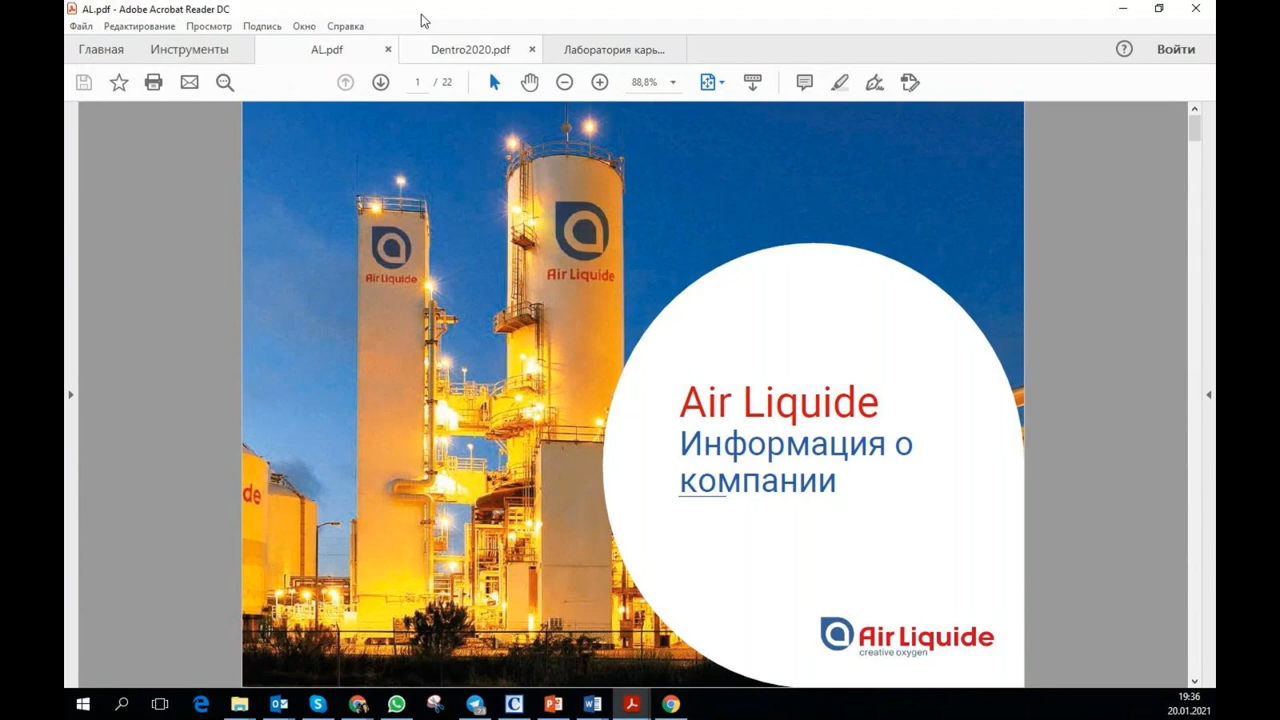 AL.pdf - Adobe Acrobat Reader DC
Файл Редактирование Просмотр Подпись Окно Справка
Главная Инструменты AL.pdf Dentro2020.pdf Лаборатория карь... Войти
1 / 22 88,8%
Air Liquide
Air Liquide
de
Air Liquide
Информация о
компании
Air Liquide
creative oxygen
19:36
20.01.2021